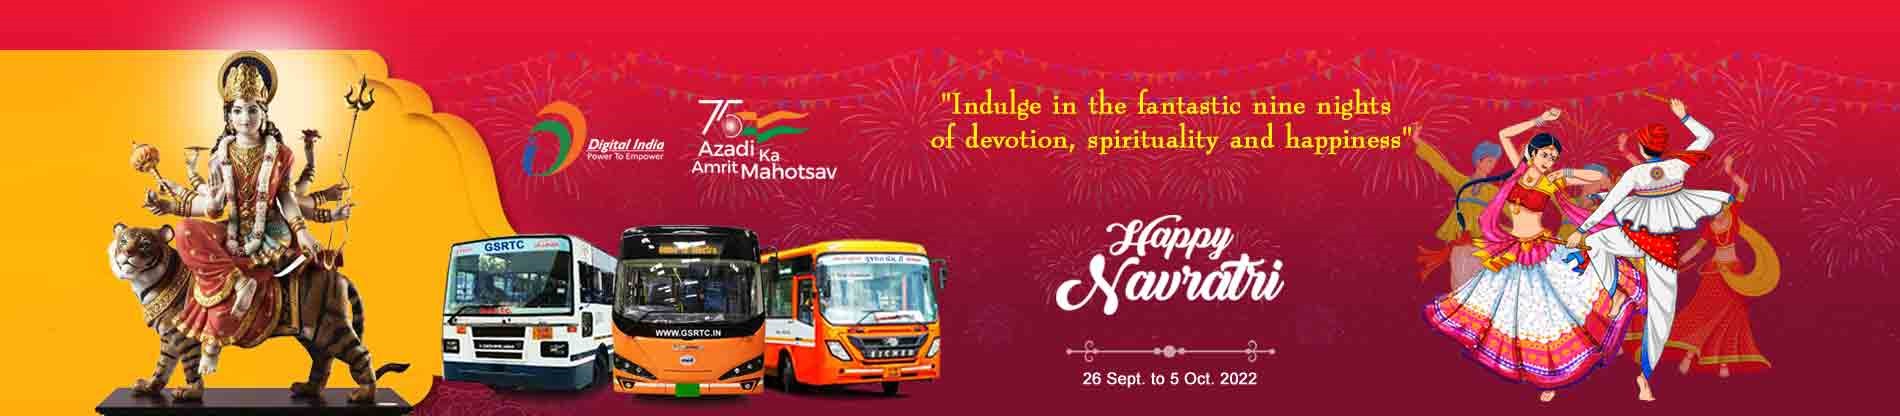 Digital India
Power To Empower
75
Azadi
Ka
Amrit
Mahotsav
"Indulge in the fantastic nine nights
of devotion, spirituality and happiness"
GSRTC
WWW.GSRTC.IN
EICHER
Happy
Navratri
26 Sept. to 5 Oct. 2022